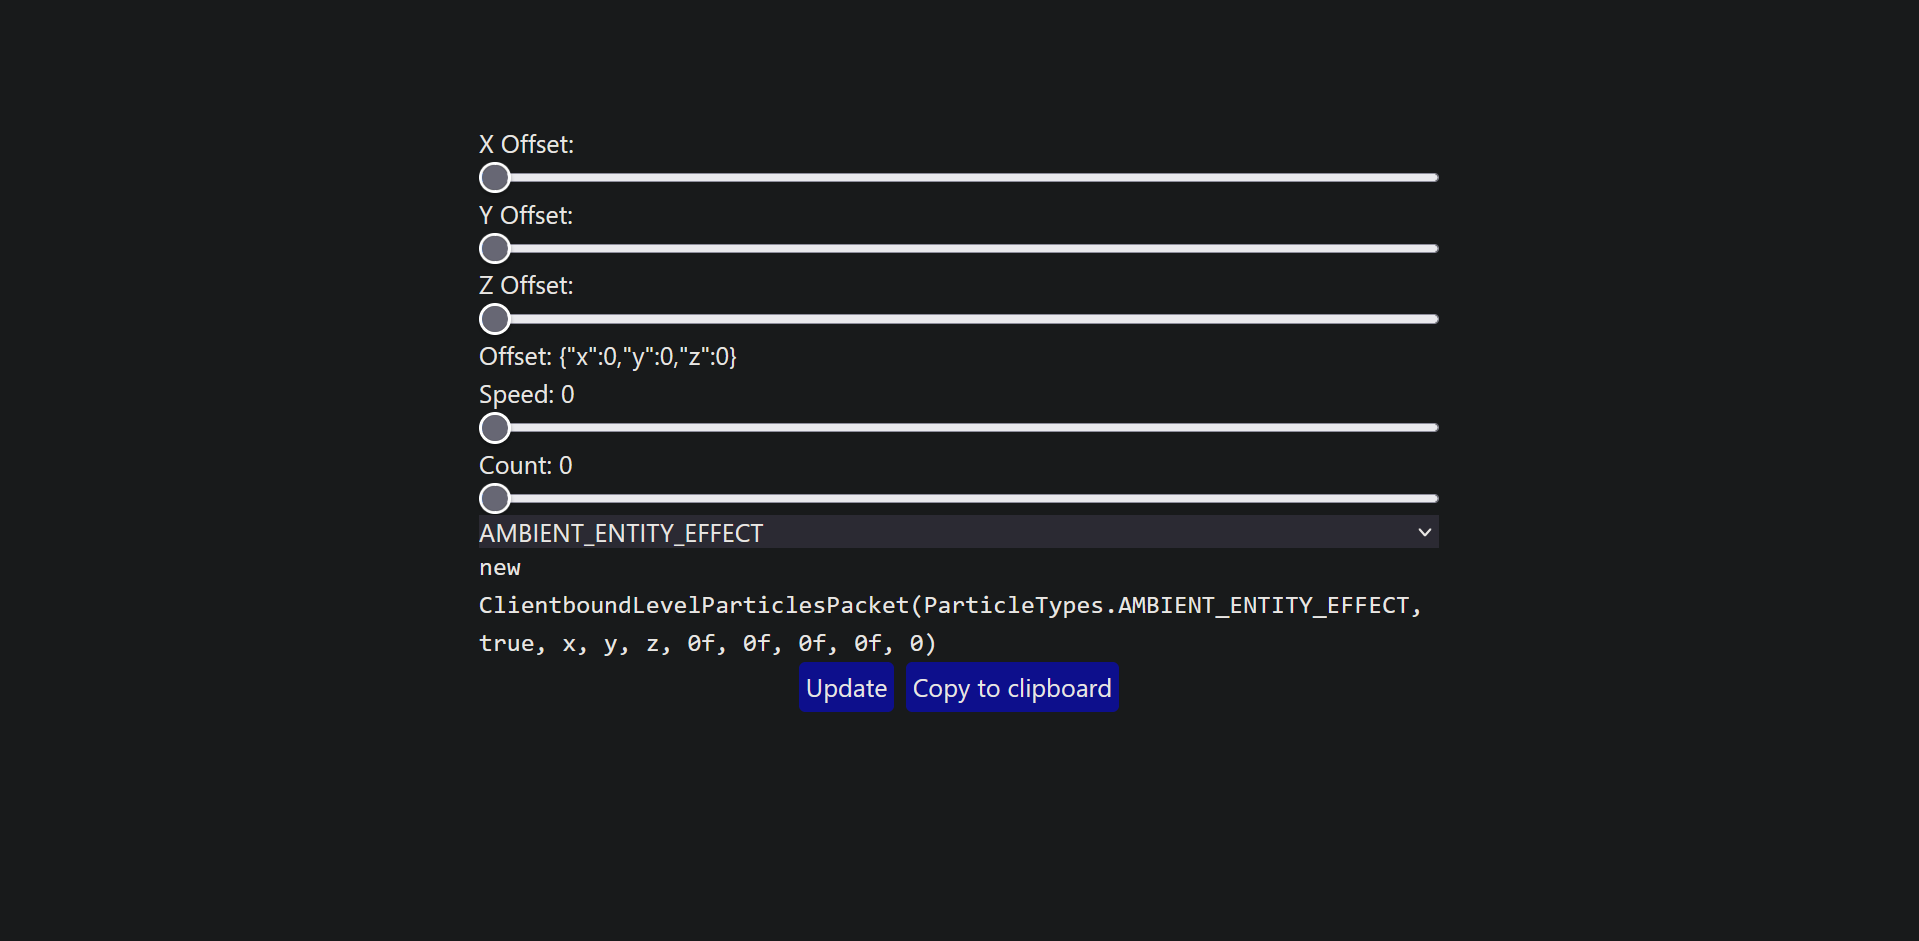 X Offset:
Y Offset:
Z Offset:
Offset: {"x":0,"y":0,"z":0}
Speed: 0
Count: 0
AMBIENT_ENTITY_EFFECT
new
ClientboundLevelParticlesPacket(ParticleTypes.AMBIENT_ENTITY_EFFECT,
true, x, y, z, 0f, 0f, 0f, 0f, 0)
Update Copy to clipboard